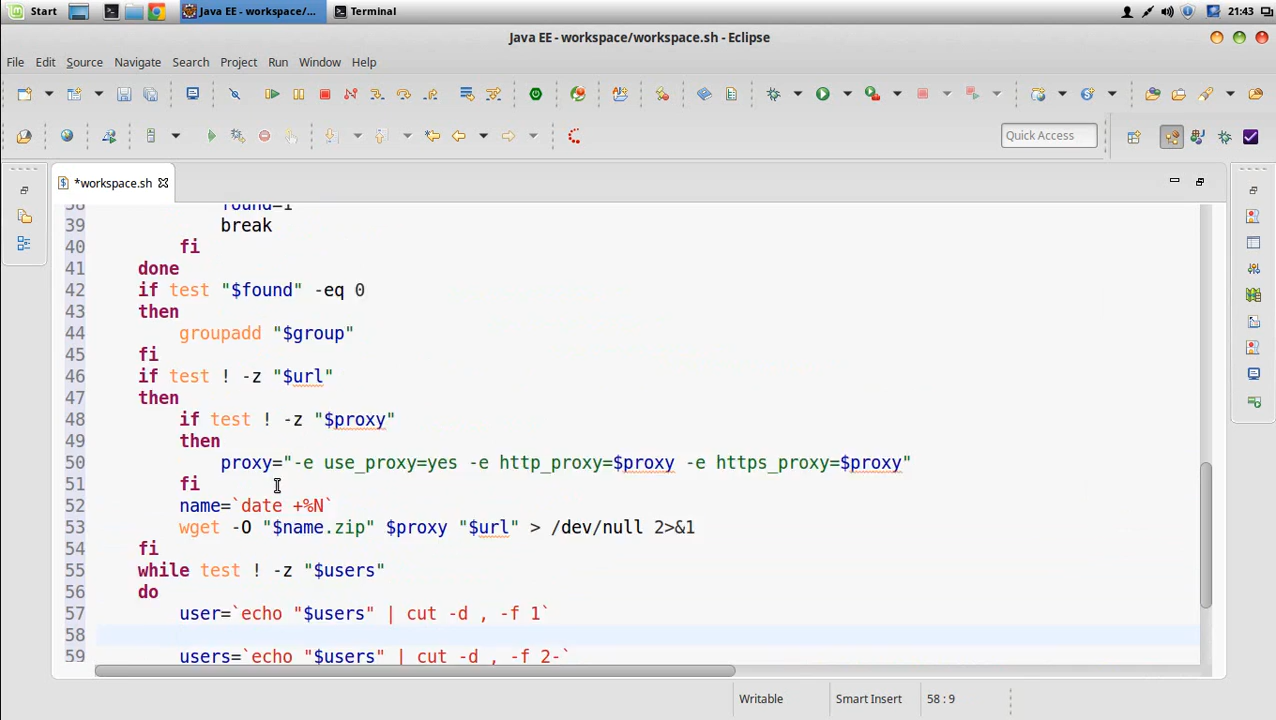 Start
Java EE - workspace/...
Terminal
21:43
Java EE - workspace/workspace.sh - Eclipse
File Edit Source Navigate Search Project Run Window Help
Quick Access
*workspace.sh
38 found=1
39 break
40 fi
41 done
42 if test "$found" -eq 0
43 then
44 groupadd "$group"
45 fi
46 if test ! -z "$url"
47 then
48 if test ! -z "$proxy"
49 then
50 proxy="-e use_proxy=yes -e http_proxy=$proxy -e https_proxy=$proxy"
51 fi
52 name=`date +%N`
53 wget -O "$name.zip" $proxy "$url" > /dev/null 2>&1
54 fi
55 while test ! -z "$users"
56 do
57 user=`echo "$users" | cut -d , -f 1`
58
59 users=`echo "$users" | cut -d , -f 2-`
Writable Smart Insert 58 : 9